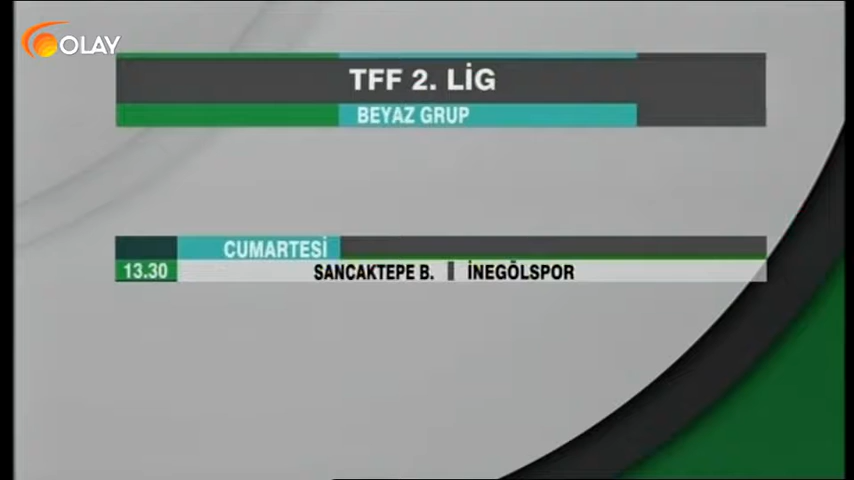 OLAY
TFF 2. LİG
BEYAZ GRUP
CUMARTESİ
13.30 SANCAKTEPE B. İNEGÖLSPOR